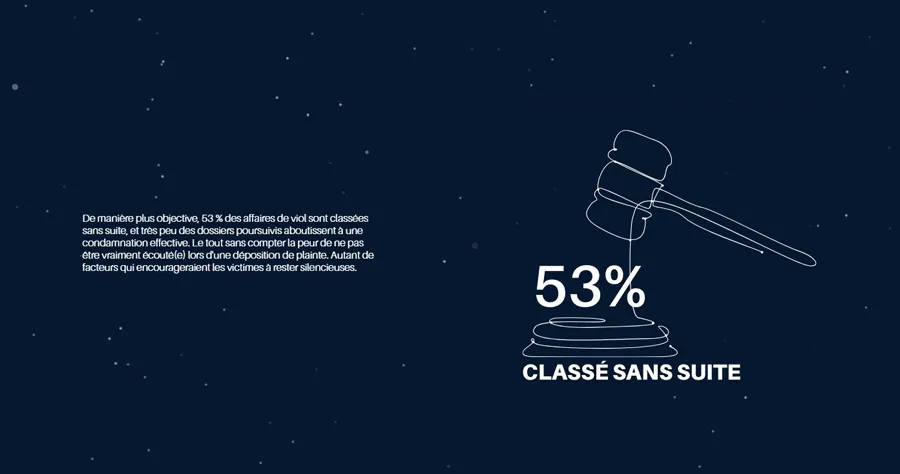 De manière plus objective, 53 % des affaires de viol sont classées
sans suite, et très peu des dossiers poursuivis aboutissent à une
condamnation effective. Le tout sans compter la peur de ne pas
être vraiment écouté(e) lors d'une déposition de plainte. Autant de
facteurs qui encourageraient les victimes à rester silencieuses.
53%
CLASSÉ SANS SUITE